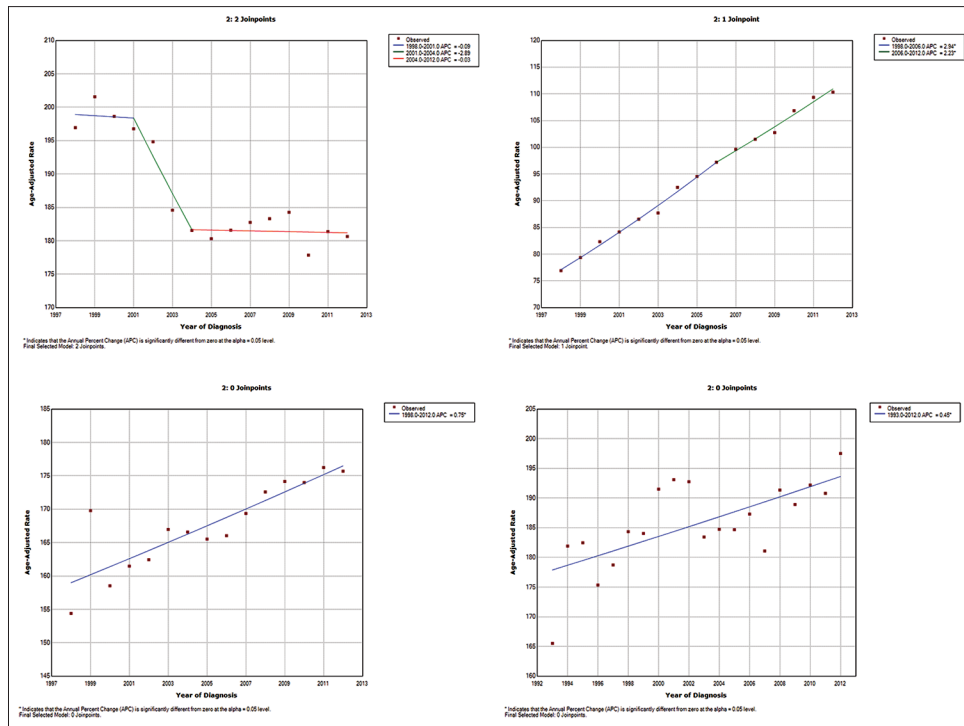 2: 2 Joinpoints
210
205
200
195
190
185
180
175
170
Age-Adjusted Rate
1997 1999 2001 2003 2005 2007 2009 2011 2013
Year of Diagnosis
Observed
1998.0-2001.0 APC = -0.09
2001.0-2004.0 APC = -2.89
2004.0-2012.0 APC = -0.03
* Indicates that the Annual Percent Change (APC) is significantly different from zero at the alpha = 0.05 level.
Final Selected Model: 2 Joinpoints.
2: 1 Joinpoint
120
110
100
90
80
70
Age-Adjusted Rate
1997 1999 2001 2003 2005 2007 2009 2011 2013
Year of Diagnosis
Observed
1998.0-2006.0 APC = 2.94*
2006.0-2012.0 APC = 2.23*
* Indicates that the Annual Percent Change (APC) is significantly different from zero at the alpha = 0.05 level.
Final Selected Model: 1 Joinpoint.
2: 0 Joinpoints
185
180
175
170
165
160
155
150
145
Age-Adjusted Rate
1997 1999 2001 2003 2005 2007 2009 2011 2013
Year of Diagnosis
Observed
1998.0-2012.0 APC = 0.75*
* Indicates that the Annual Percent Change (APC) is significantly different from zero at the alpha = 0.05 level.
Final Selected Model: 0 Joinpoints.
2: 0 Joinpoints
205
200
195
190
185
180
175
170
165
160
Age-Adjusted Rate
1992 1994 1996 1998 2000 2002 2004 2006 2008 2010 2012
Year of Diagnosis
Observed
1993.0-2012.0 APC = 0.45*
* Indicates that the Annual Percent Change (APC) is significantly different from zero at the alpha = 0.05 level.
Final Selected Model: 0 Joinpoints.